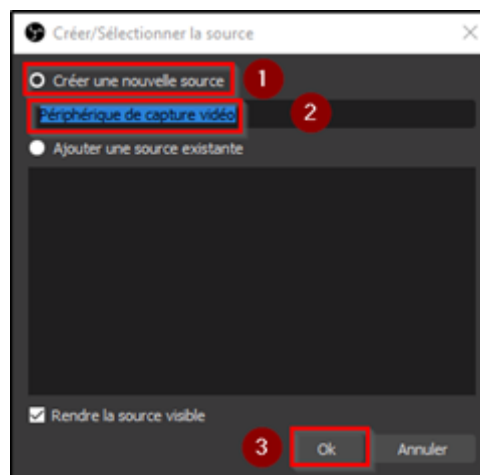 Créer/Sélectionner la source
Créer une nouvelle source 1
Périphérique de capture vidéo 2
Ajouter une source existante
Rendre la source visible
3 Ok Annuler